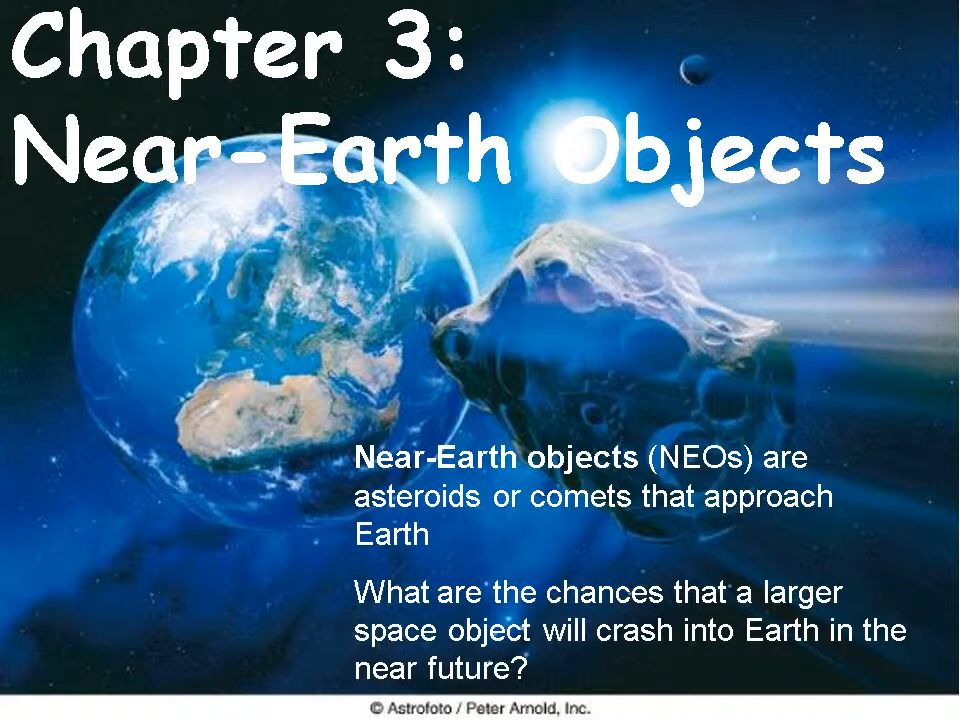 Chapter 3:
Near-Earth Objects
Near-Earth objects (NEOs) are
asteroids or comets that approach
Earth
What are the chances that a larger
space object will crash into Earth in the
near future?
© Astrofoto / Peter Arnold, Inc.